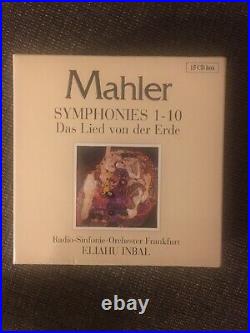 15 CD box
Mahler
SYMPHONIES 1-10
Das Lied von der Erde
Radio-Sinfonie-Orchester Frankfurt
ELIAHU INBAL